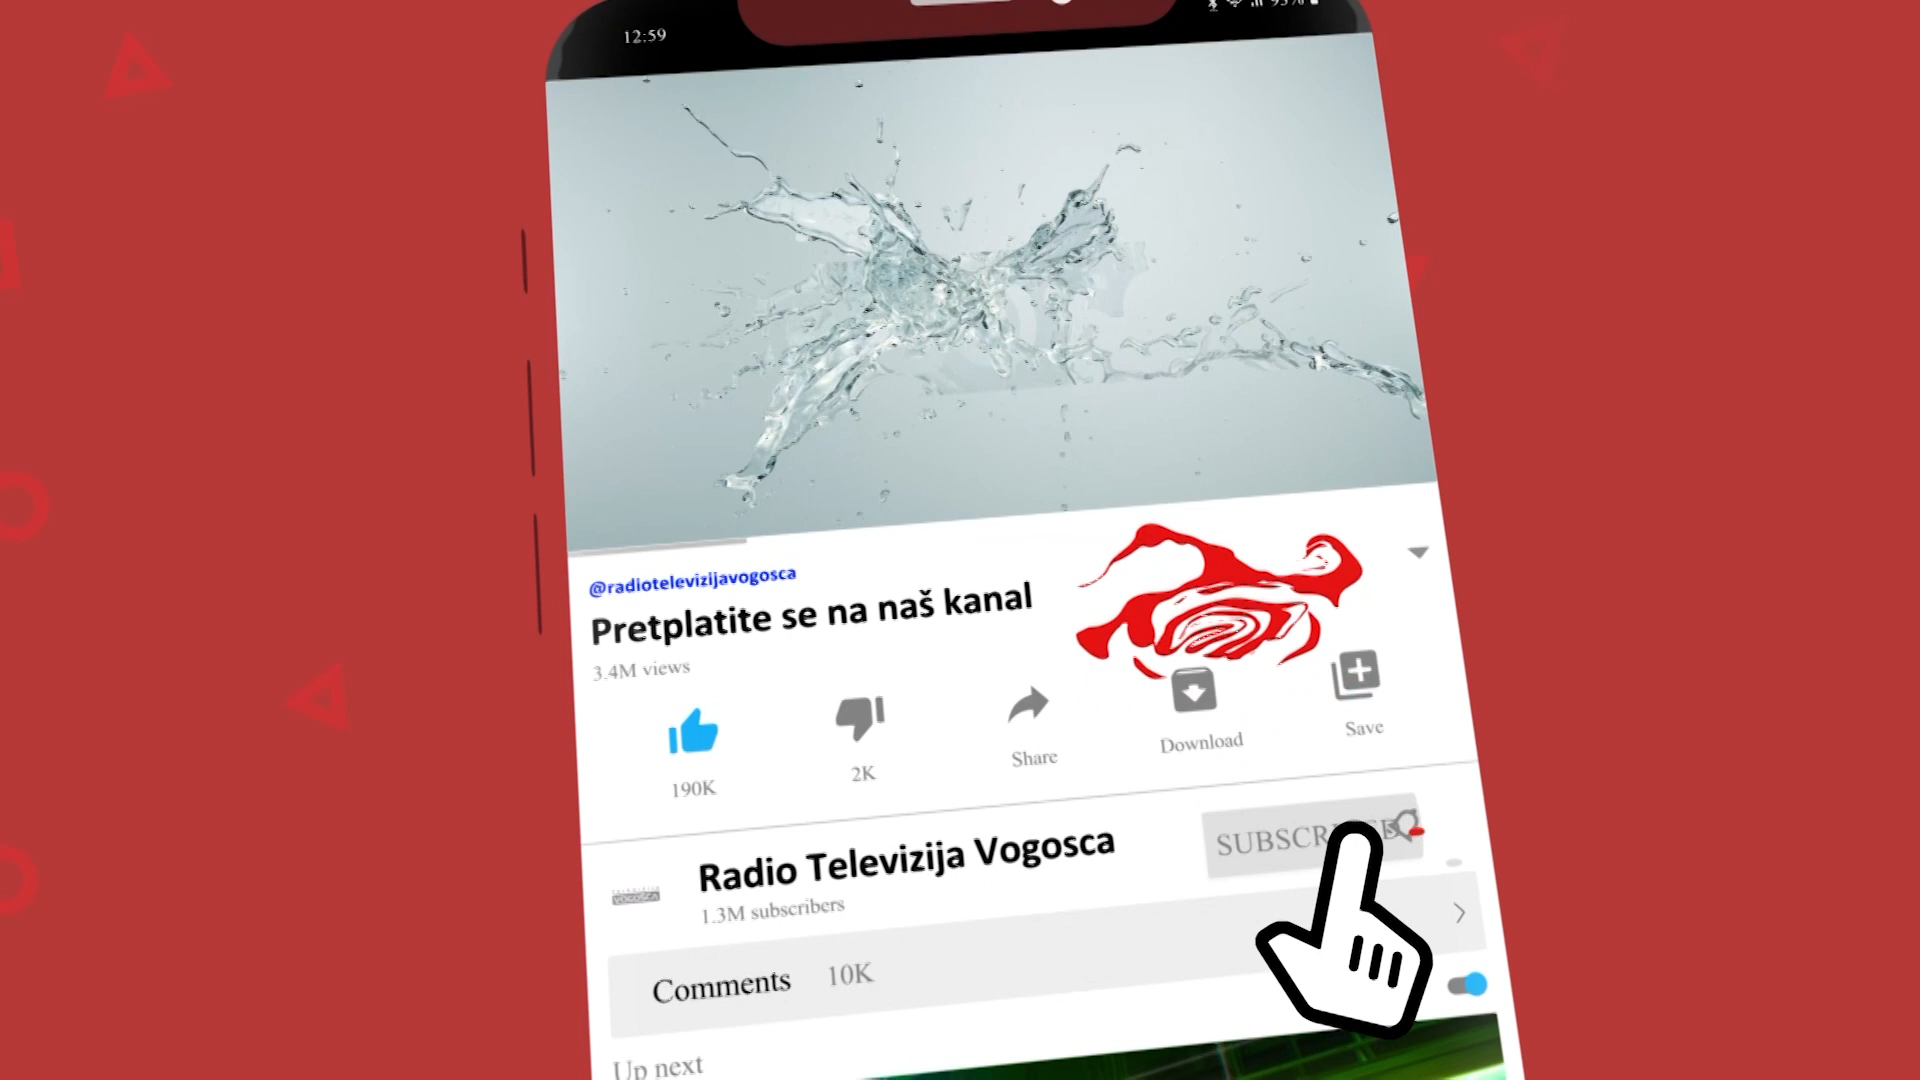 12:59
@radiotelevizijavogosca
Pretplatite se na naš kanal
3.4M views
190K
2K
Share
Download
Save
Radio Televizija Vogosca
1.3M subscribers
VOGOŠĆA
Comments 10K
Up next